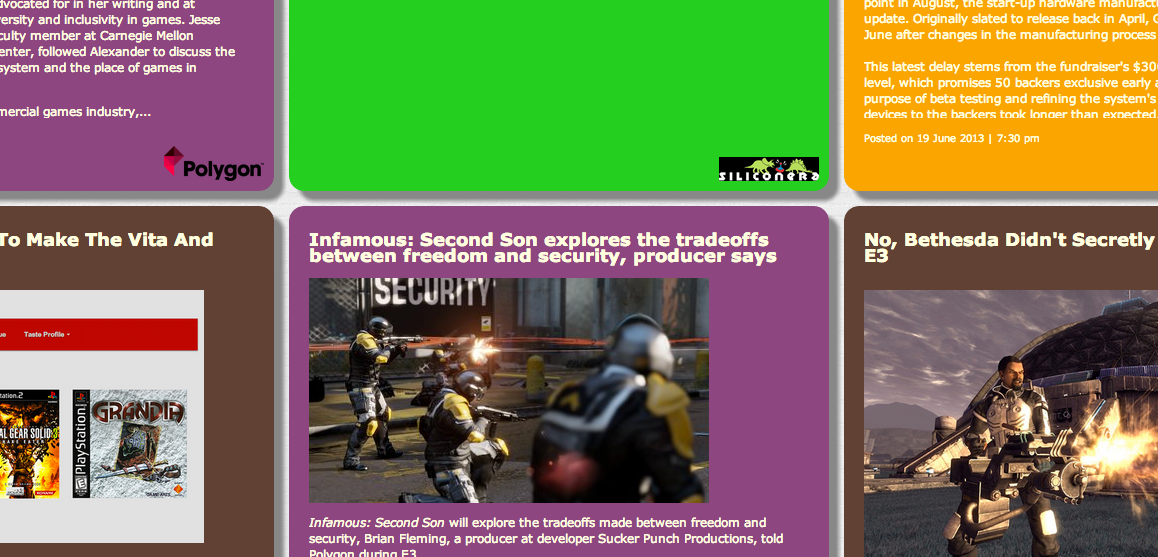 dvocated for in her writing and at
versity and inclusivity in games. Jesse
culty member at Carnegie Mellon
enter, followed Alexander to discuss the
system and the place of games in
mercial games industry,...
Polygon™
SILICONERA
point in August, the start-up hardware manufact
update. Originally slated to release back in April, G
June after changes in the manufacturing process
This latest delay stems from the fundraiser's $30
level, which promises 50 backers exclusive early a
purpose of beta testing and refining the system's
devices to the backers took longer than expected.
Posted on 19 June 2013 | 7:30 pm
To Make The Vita And
ue Taste Profile
Station.2
AL GEAR SOLID 3
SNAKE EATER
KONAMI
PlayStation
GRANDIA
Infamous: Second Son explores the tradeoffs
between freedom and security, producer says
SECURITY
Infamous: Second Son will explore the tradeoffs made between freedom and
security, Brian Fleming, a producer at developer Sucker Punch Productions, told
Polygon during E3
No, Bethesda Didn't Secretly
E3